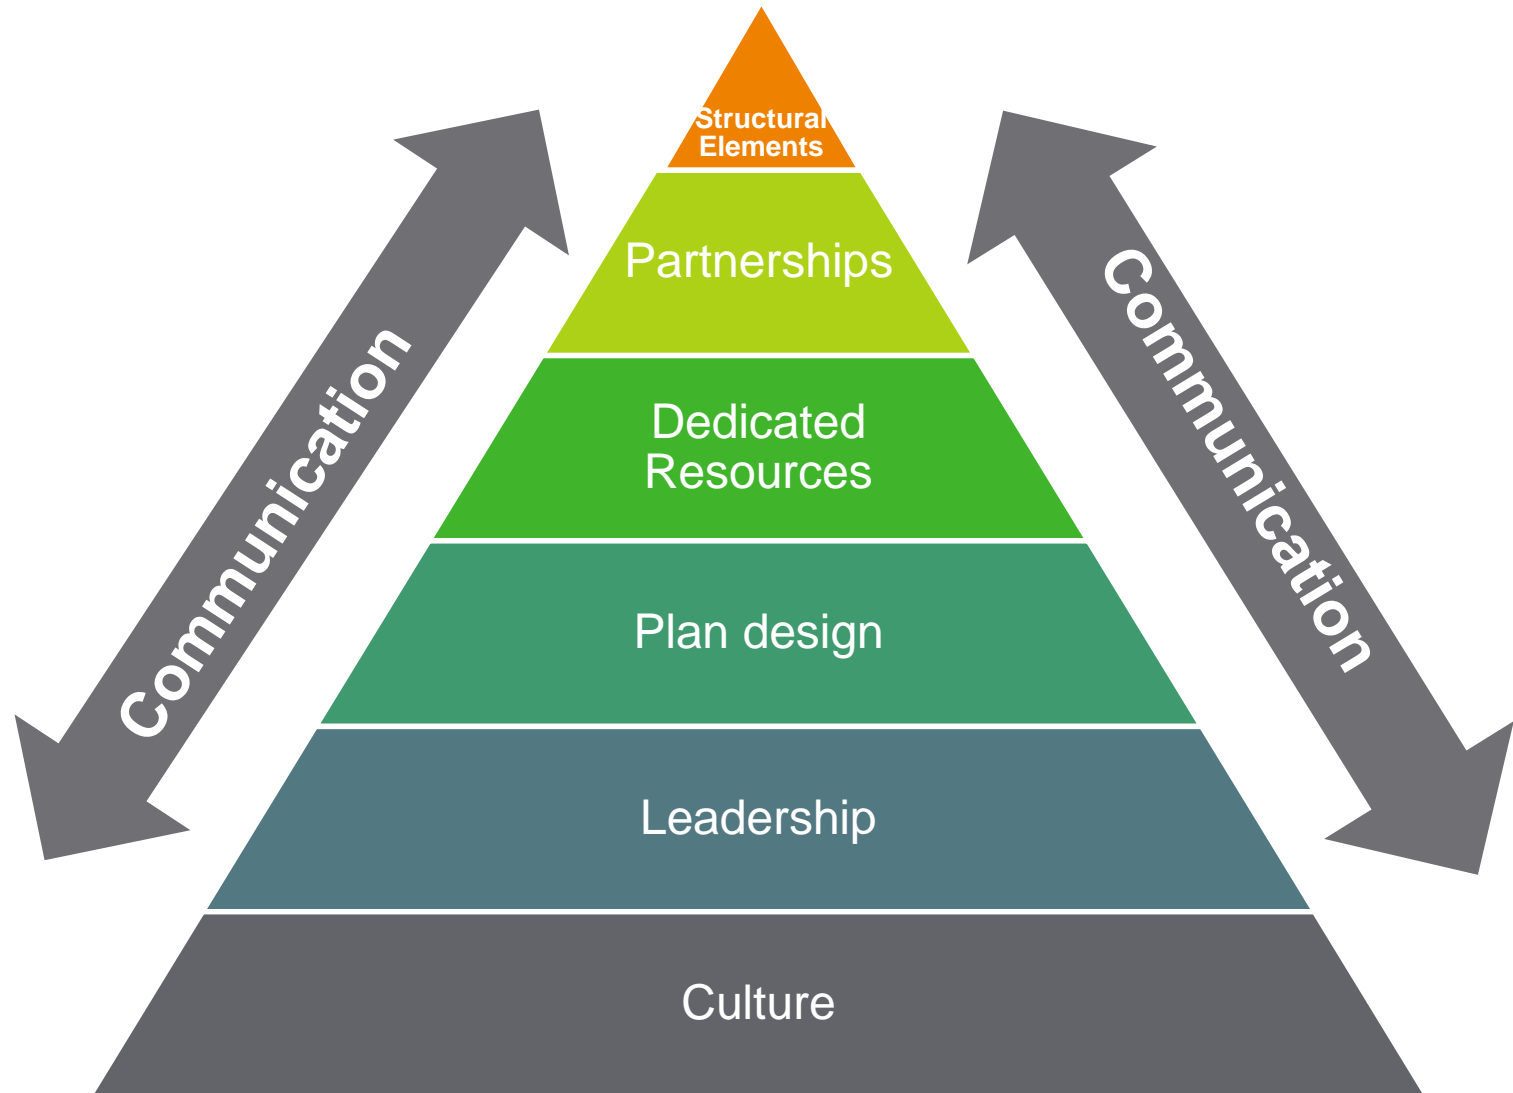 Structural
Elements
Partnerships
Dedicated
Resources
Plan design
Leadership
Culture
Communication
Communication